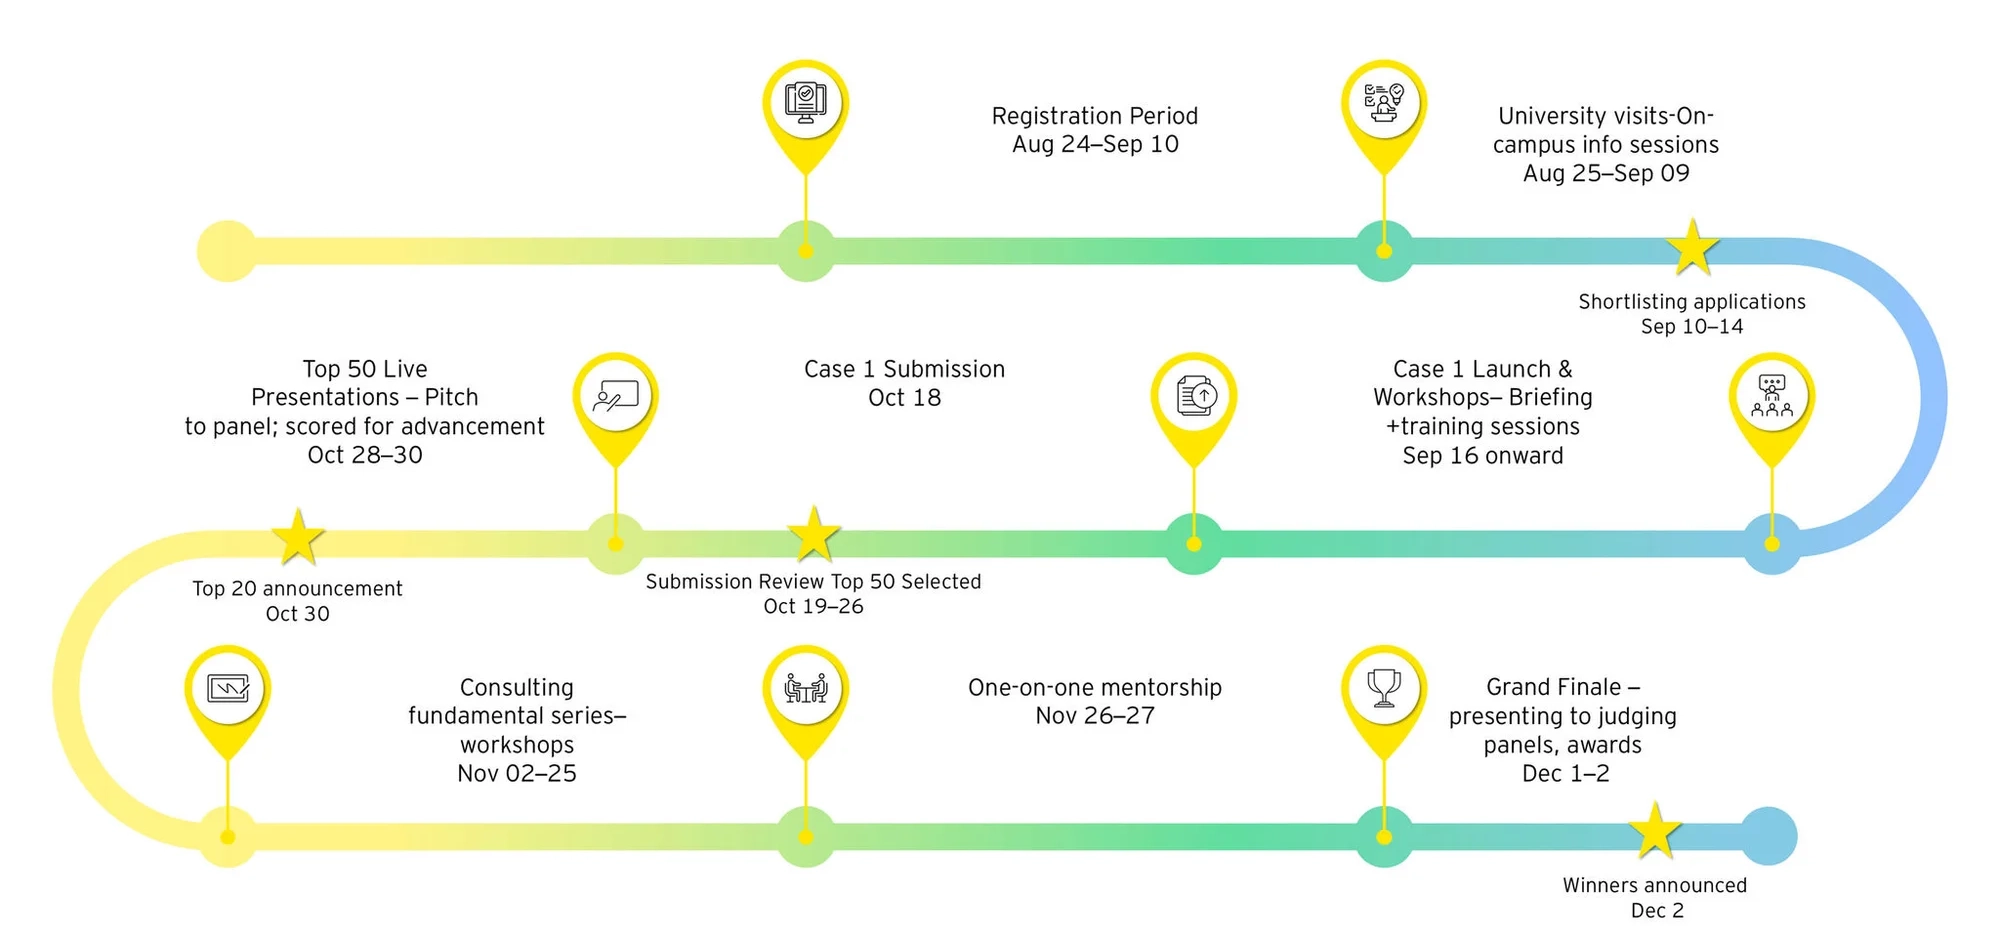 Registration Period
Aug 24–Sep 10
University visits-On-
campus info sessions
Aug 25–Sep 09
Shortlisting applications
Sep 10–14
Case 1 Launch &
Workshops– Briefing
+training sessions
Sep 16 onward
Case 1 Submission
Oct 18
Submission Review Top 50 Selected
Oct 19–26
Top 50 Live
Presentations – Pitch
to panel; scored for advancement
Oct 28–30
Top 20 announcement
Oct 30
Consulting
fundamental series–
workshops
Nov 02–25
One-on-one mentorship
Nov 26–27
Grand Finale –
presenting to judging
panels, awards
Dec 1–2
Winners announced
Dec 2